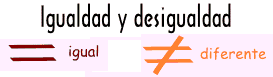 Igualdad y desigualdad
= igual ≠ diferente